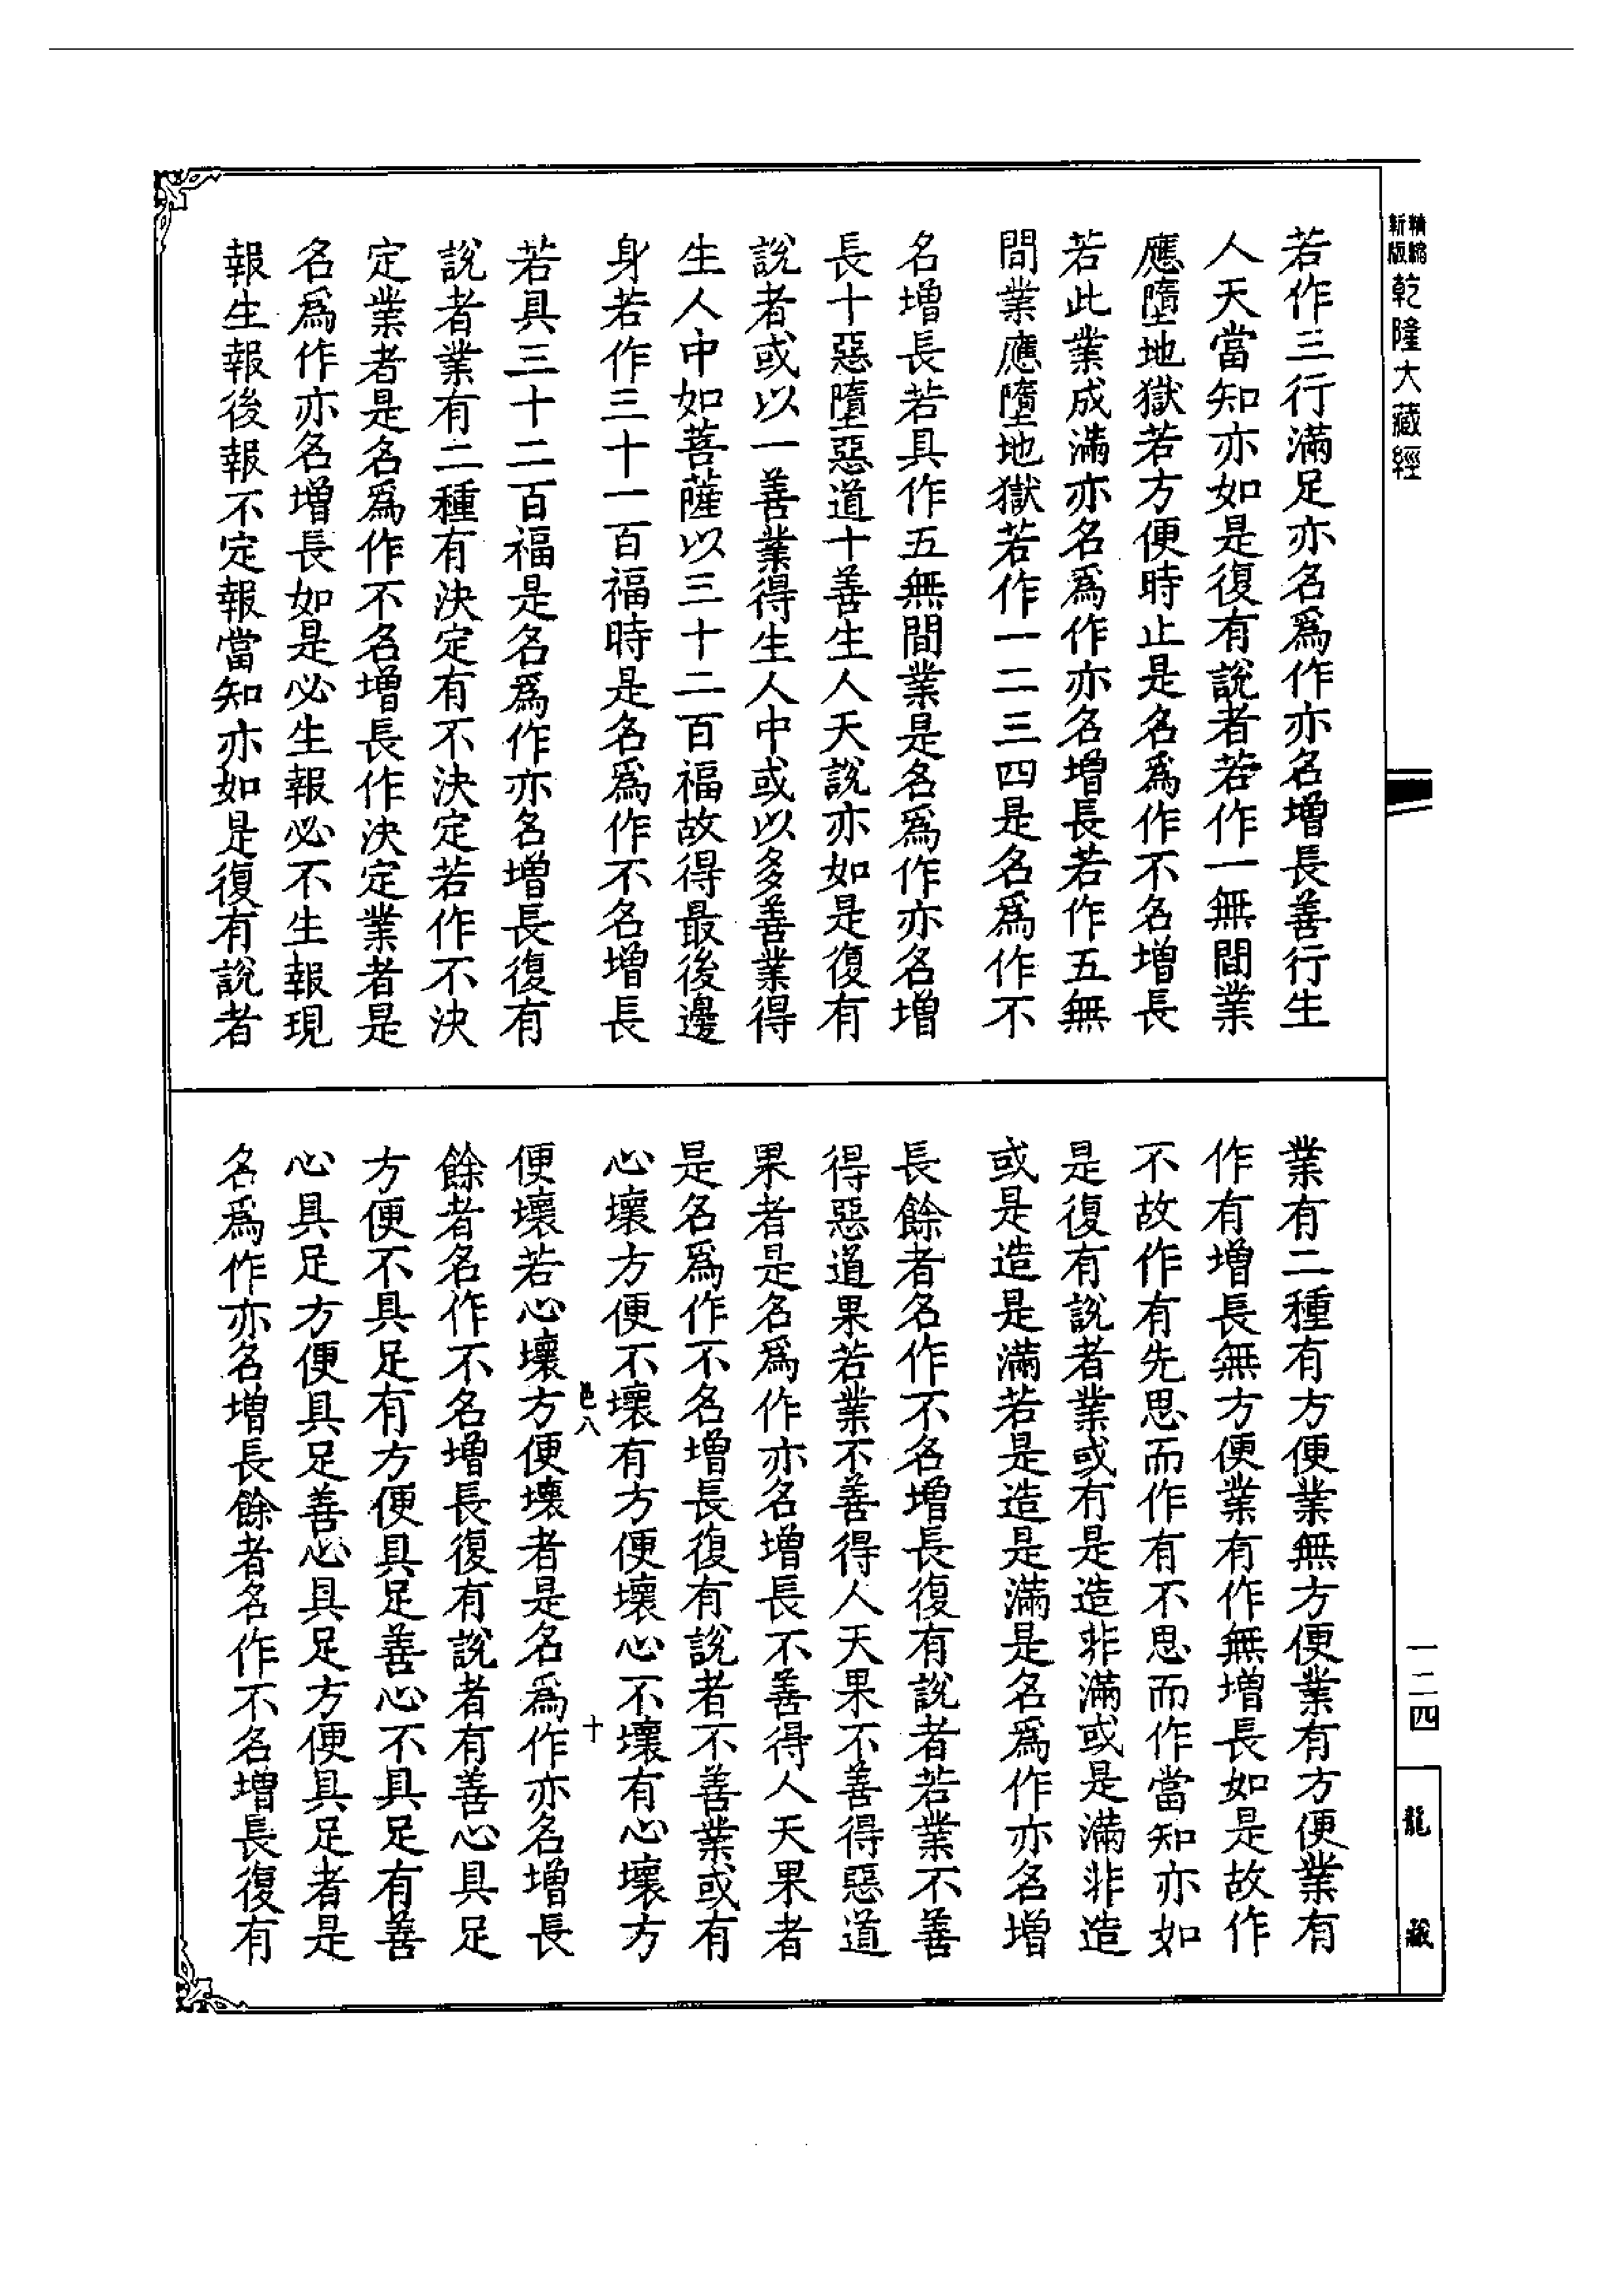 精縮新版乾隆大藏經
若作三行滿足亦名爲作亦名增長善行生
人天當知亦如是復有說者若作一無間業
應墮地獄若方便時止是名爲作不名增長
若此業成滿亦名爲作亦名增長若作五無
間業應墮地獄若作一二三四是名爲作不
名增長若具作五無間業是名爲作亦名增
長十惡墮惡道十善生人天說亦如是復有
說者或以一善業得生人中或以多善業得
生人中如菩薩以三十二百福故得最後邊
身若作三十一百福時是名爲作不名增長
若具三十二百福是名爲作亦名增長復有
說者業有二種有決定有不決定若作不決
定業者是名爲作不名增長作決定業者是
名爲作亦名增長如是必生報必不生報現
報生報後報不定報當知亦如是復有說者
業有二種有方便業無方便業有方便業有
作有增長無方便業有作無增長如是故作
不故作有先思而作有不思而作當知亦如
是復有說者業或有是造非滿或是滿非造
或是造是滿若是造是滿是名爲作亦名增
長餘者名作不名增長復有說者若業不善
得惡道果若業不善得人天果不善得惡道
果者是名爲作亦名增長不善得人天果者
是名爲作不名增長復有說者不善業或有
心壞方便不壞有方便壞心不壞有心壞方
邑八
十
便壞若心壞方便壞者是名爲作亦名增長
餘者名作不名增長復有說者有善心具足
方便不具足有方便具足善心不具足有善
心具足方便具足善心具足方便具足者是
名爲作亦名增長餘者名作不名增長復有
一二四
龍藏